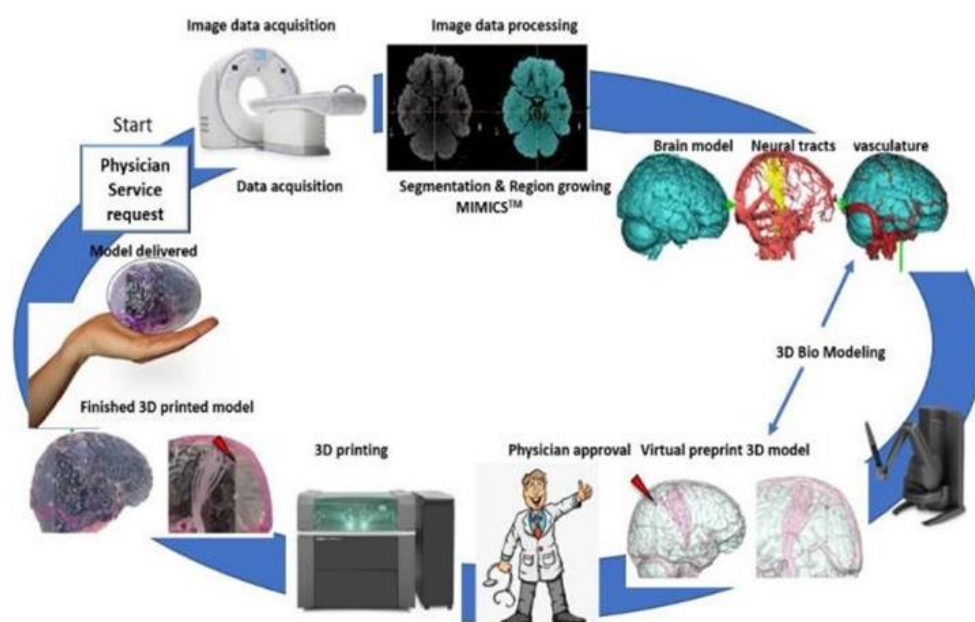 Image data acquisition
Image data processing
Start
Physician
Service
request
Data acquisition
Segmentation & Region growing
MIMICS™
Brain model
Neural tracts
vasculature
3D Bio Modeling
Virtual preprint 3D model
Physician approval
3D printing
Finished 3D printed model
Model delivered